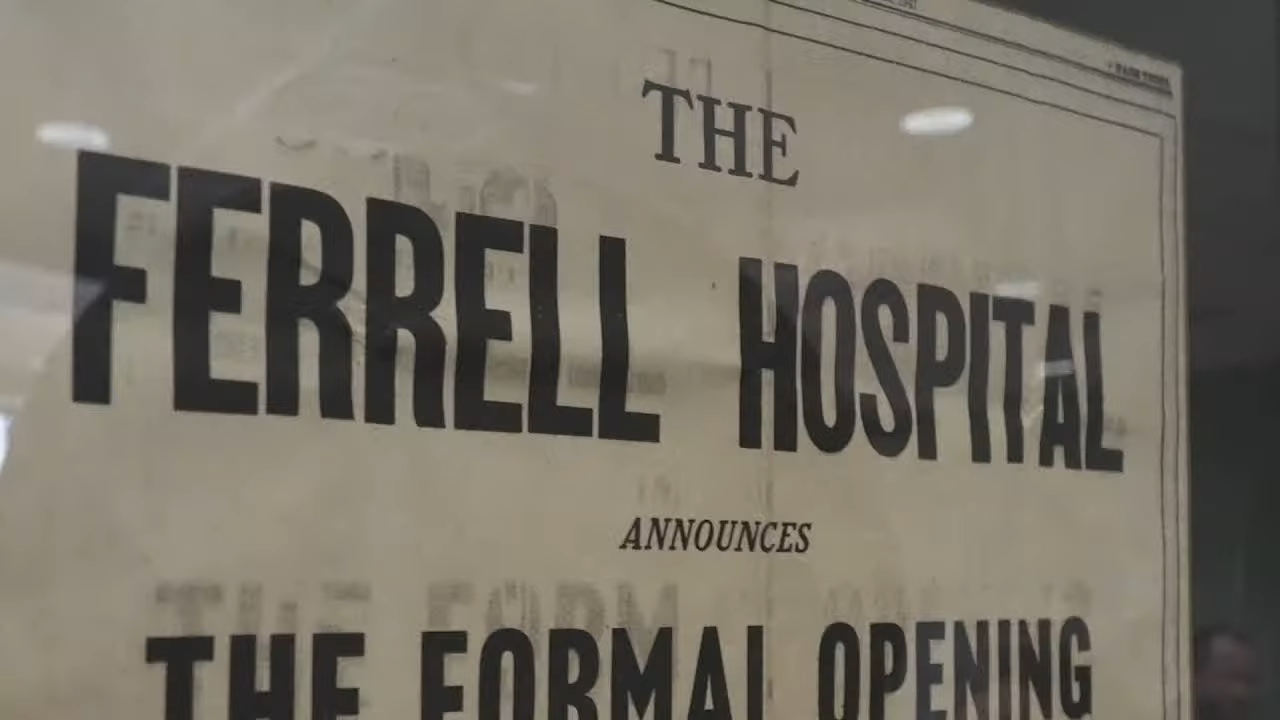 THE
FERRELL HOSPITAL
ANNOUNCES
THE FORMAL OPENING